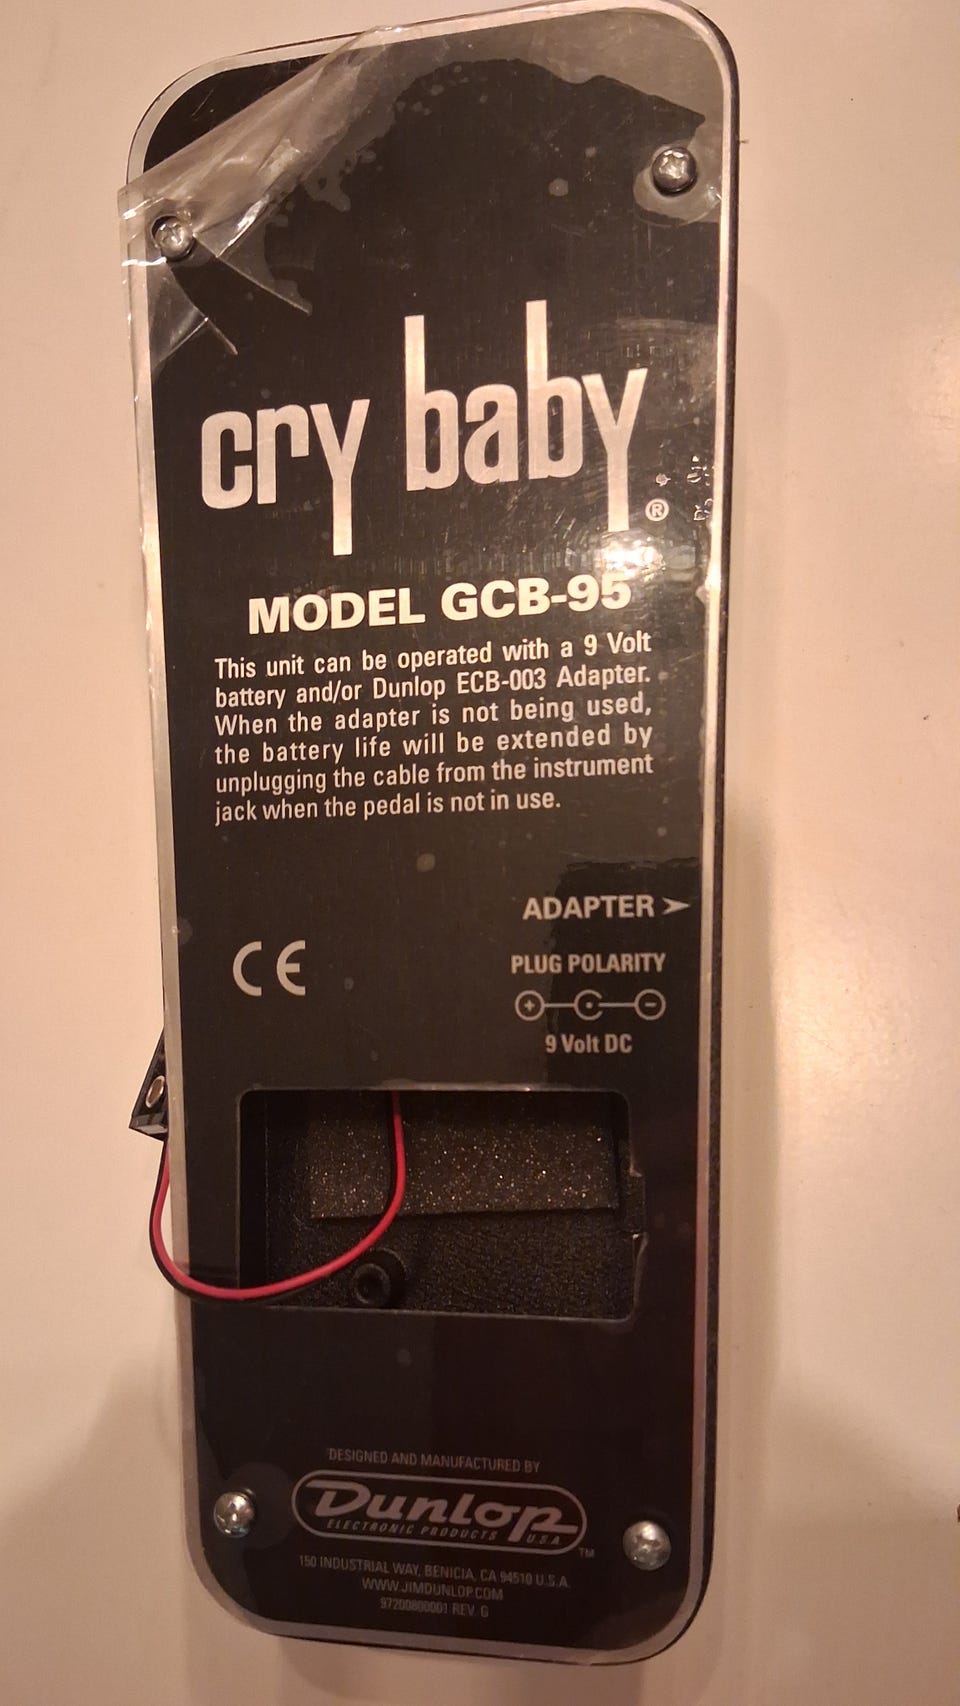 cry baby®
MODEL GCB-95
This unit can be operated with a 9 Volt
battery and/or Dunlop ECB-003 Adapter.
When the adapter is not being used,
the battery life will be extended by
unplugging the cable from the instrument
jack when the pedal is not in use.
ADAPTER ➤
CE
PLUG POLARITY
+ -
9 Volt DC
DESIGNED AND MANUFACTURED BY
Dunlop
ELECTRONIC PRODUCTS U.S.A
™
150 INDUSTRIAL WAY, BENICIA, CA 94510 U.S.A.
WWW.JIMDUNLOP.COM
97200800001 REV G